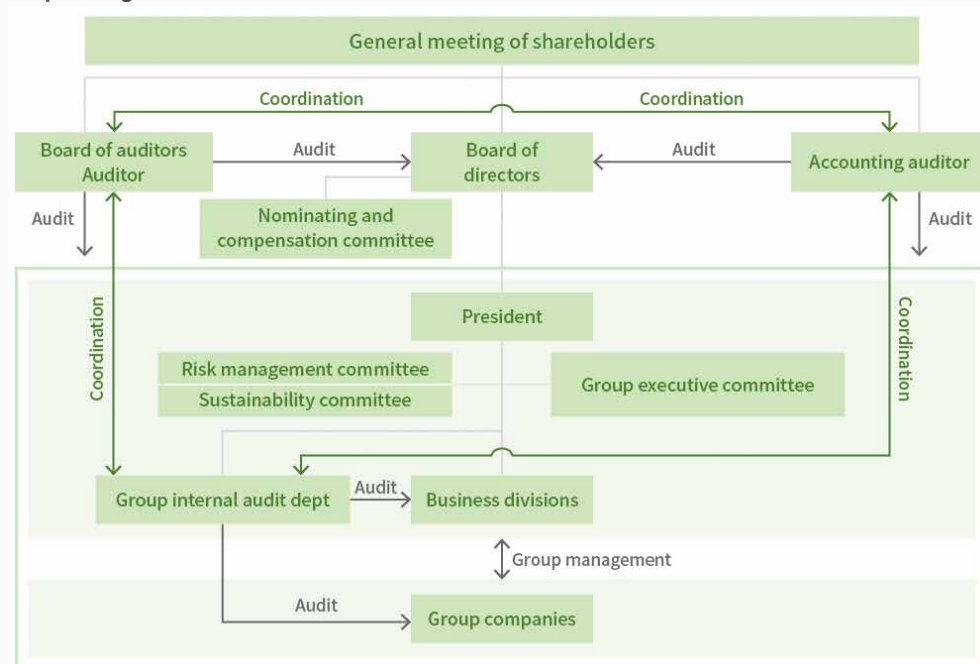 General meeting of shareholders
Coordination
Coordination
Board of auditors
Auditor
Audit
Board of
directors
Audit
Accounting auditor
Audit
Nominating and
compensation committee
Audit
Coordination
President
Coordination
Risk management committee
Sustainability committee
Group executive committee
Group internal audit dept
Audit
Business divisions
Group management
Audit
Group companies